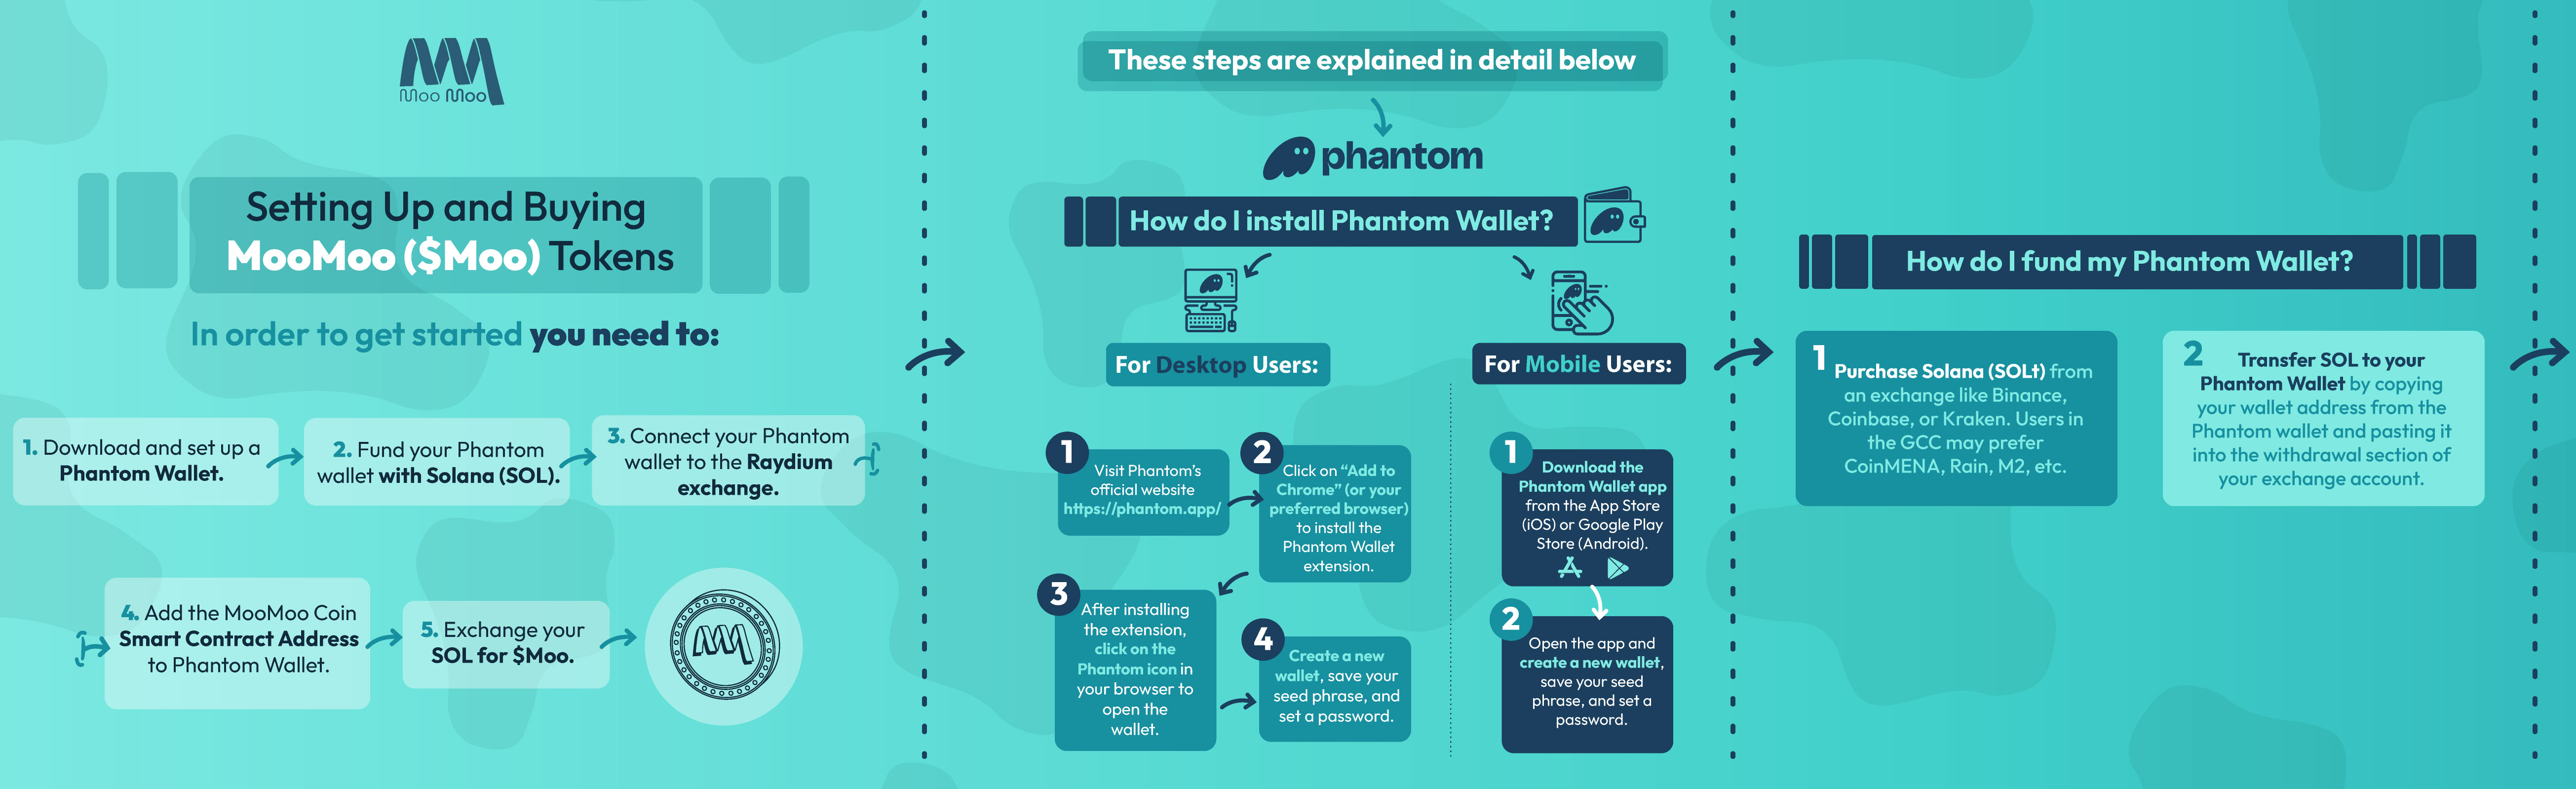 Moo Moo
Setting Up and Buying
MooMoo ($Moo) Tokens
In order to get started you need to:
1. Download and set up a
Phantom Wallet.
2. Fund your Phantom
wallet with Solana (SOL).
3. Connect your Phantom
wallet to the Raydium
exchange.
4. Add the MooMoo Coin
Smart Contract Address
to Phantom Wallet.
5. Exchange your
SOL for $Moo.
These steps are explained in detail below
phantom
How do I install Phantom Wallet?
For Desktop Users:
1
Visit Phantom's
official website
https://phantom.app/
2
Click on “Add to
Chrome” (or your
preferred browser)
to install the
Phantom Wallet
extension.
3
After installing
the extension,
click on the
Phantom icon in
your browser to
open the
wallet.
4
Create a new
wallet, save your
seed phrase, and
set a password.
For Mobile Users:
1
Download the
Phantom Wallet app
from the App Store
(iOS) or Google Play
Store (Android).
2
Open the app and
create a new wallet,
save your seed
phrase, and set a
password.
How do I fund my Phantom Wallet?
1
Purchase Solana (SOLt) from
an exchange like Binance,
Coinbase, or Kraken. Users in
the GCC may prefer
CoinMENA, Rain, M2, etc.
2
Transfer SOL to your
Phantom Wallet by copying
your wallet address from the
Phantom wallet and pasting it
into the withdrawal section of
your exchange account.